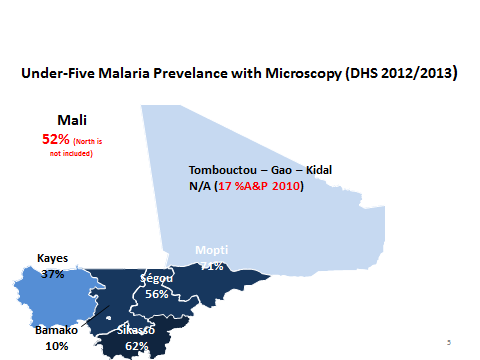 Under-Five Malaria Prevelance with Microscopy (DHS 2012/2013)
Mali
52% (North is
not included)
Tombouctou – Gao – Kidal
N/A (17 %A&P 2010)
Mopti
71%
Kayes
37%
Ségou
56%
Bamako
10%
Sikasso
62%
5